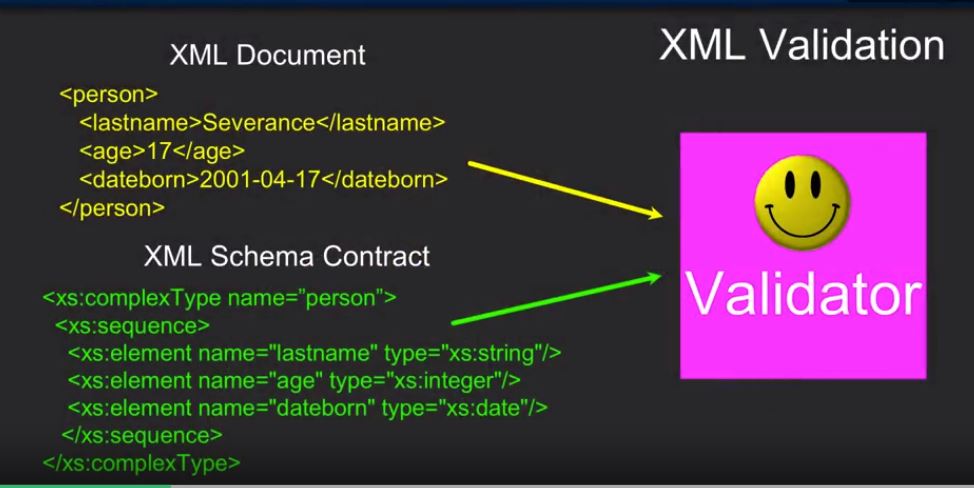 XML Document
XML Validation
<person>
<lastname>Severance</lastname>
<age>17</age>
<dateborn>2001-04-17</dateborn>
</person>
XML Schema Contract
<xs:complexType name=”person”>
<xs:sequence>
<xs:element name="lastname" type="xs:string"/>
<xs:element name="age" type="xs:integer"/>
<xs:element name="dateborn" type="xs:date"/>
</xs:sequence>
</xs:complexType>
Validator